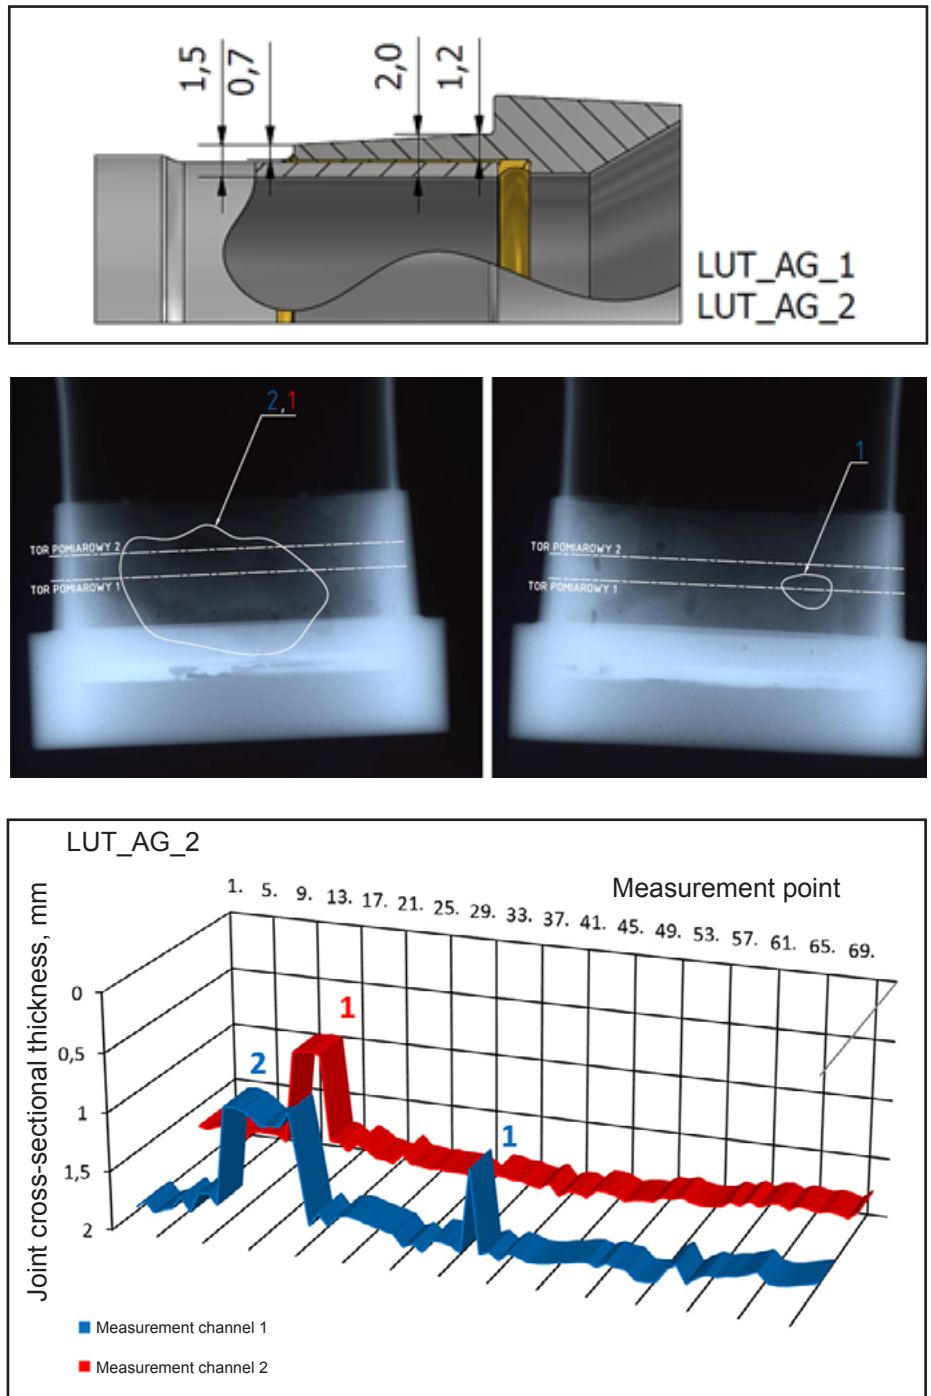 1,5
0,7
2,0
1,2
LUT_AG_1
LUT_AG_2
2,1
TOR POMIAROWY 2
TOR POMIAROWY 1
1
TOR POMIAROWY 2
TOR POMIAROWY 1
LUT_AG_2
Measurement point
1. 5. 9. 13. 17. 21. 25. 29. 33. 37. 41. 45. 49. 53. 57. 61. 65. 69.
Joint cross-sectional thickness, mm
0
0,5
1
1,5
2
1
2
1
Measurement channel 1
Measurement channel 2